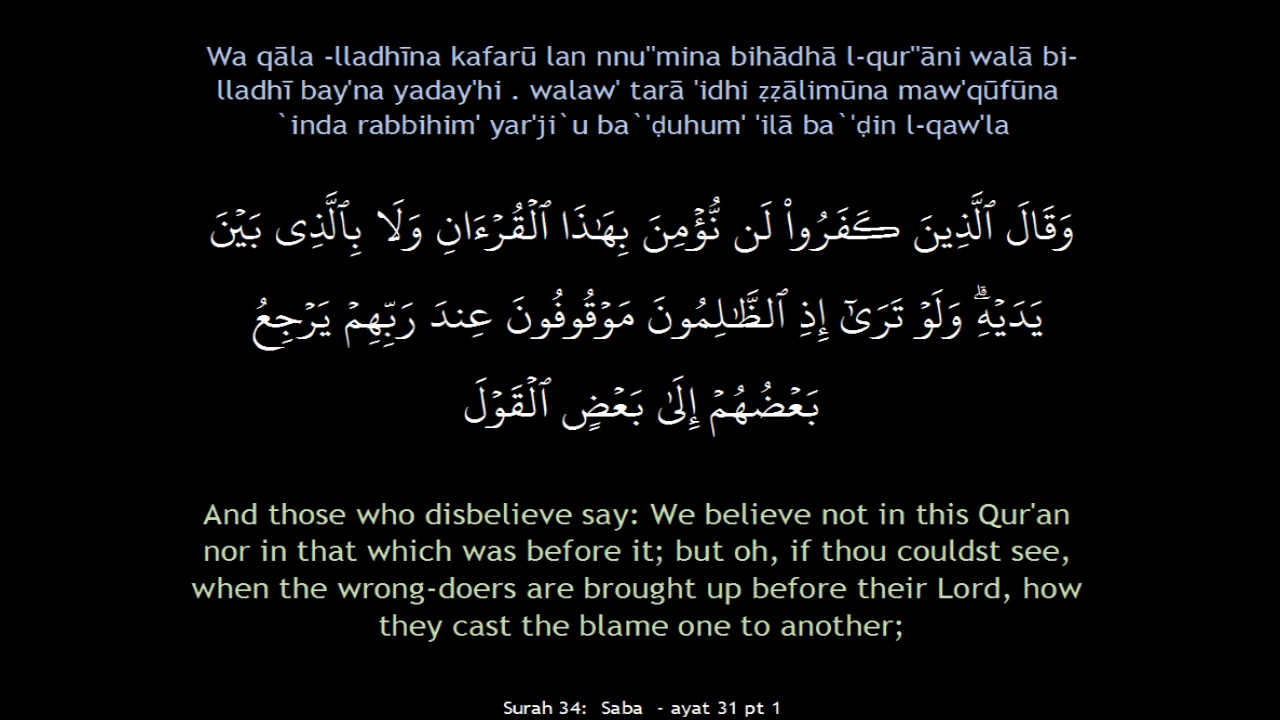 Wa qāla -lladhīna kafarū lan nnu"mina bihādhā l-qur"āni walā bi-
lladhī bay'na yaday'hi . walaw' tarā 'idhi ẓẓālimūna maw'qūfūna
`inda rabbihim' yar'ji`u ba`'ḍuhum' 'ilā ba`'ḍin l-qaw'la
وَقَالَ ٱلَّذِينَ كَفَرُوا۟ لَن نُّؤْمِنَ بِهَـٰذَا ٱلْقُرْءَانِ وَلَا بِٱلَّذِى بَيْنَ
يَدَيْهِ ۗ وَلَوْ تَرَىٰٓ إِذِ ٱلظَّـٰلِمُونَ مَوْقُوفُونَ عِندَ رَبِّهِمْ يَرْجِعُ
بَعْضُهُمْ إِلَىٰ بَعْضٍ ٱلْقَوْلَ
And those who disbelieve say: We believe not in this Qur'an
nor in that which was before it; but oh, if thou couldst see,
when the wrong-doers are brought up before their Lord, how
they cast the blame one to another;
Surah 34:  Saba  - ayat 31 pt 1